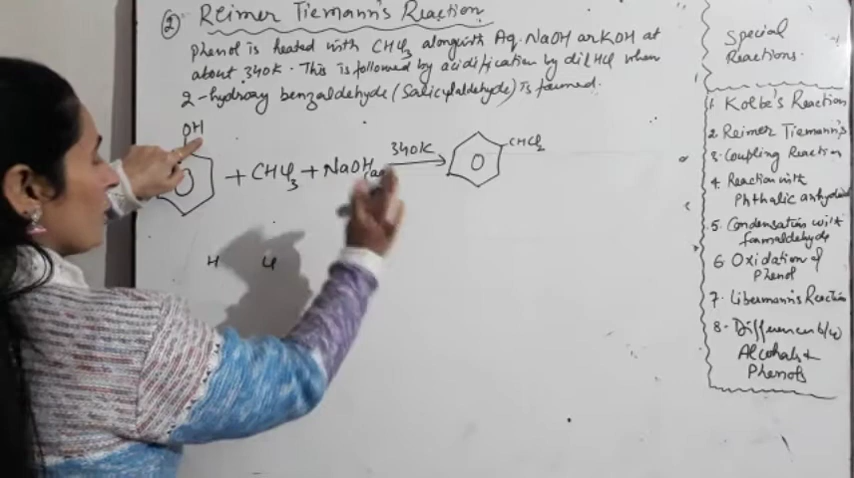 ② Reimer Tiemann's Reaction
Phenol is heated with CHCl3 alongwith Aq. NaOH or KOH at
about 340K. This is followed by acidification by dil HCl when
2-hydroxy benzaldehyde (Salicylaldehyde) is formed.
OH
+ CHCl3 + NaOH(aq 340K CHCl2
H Cl
Special
Reactions.
1. Kolbe's Reaction
2. Reimer Tiemann's
3. Coupling Reaction
4. Reaction with
Phthalic anhydride
5. Condensation with
formaldehyde
6. Oxidation of
Phenol
7. Libermann's Reaction
8. Difference b/w
Alcohals &
Phenols